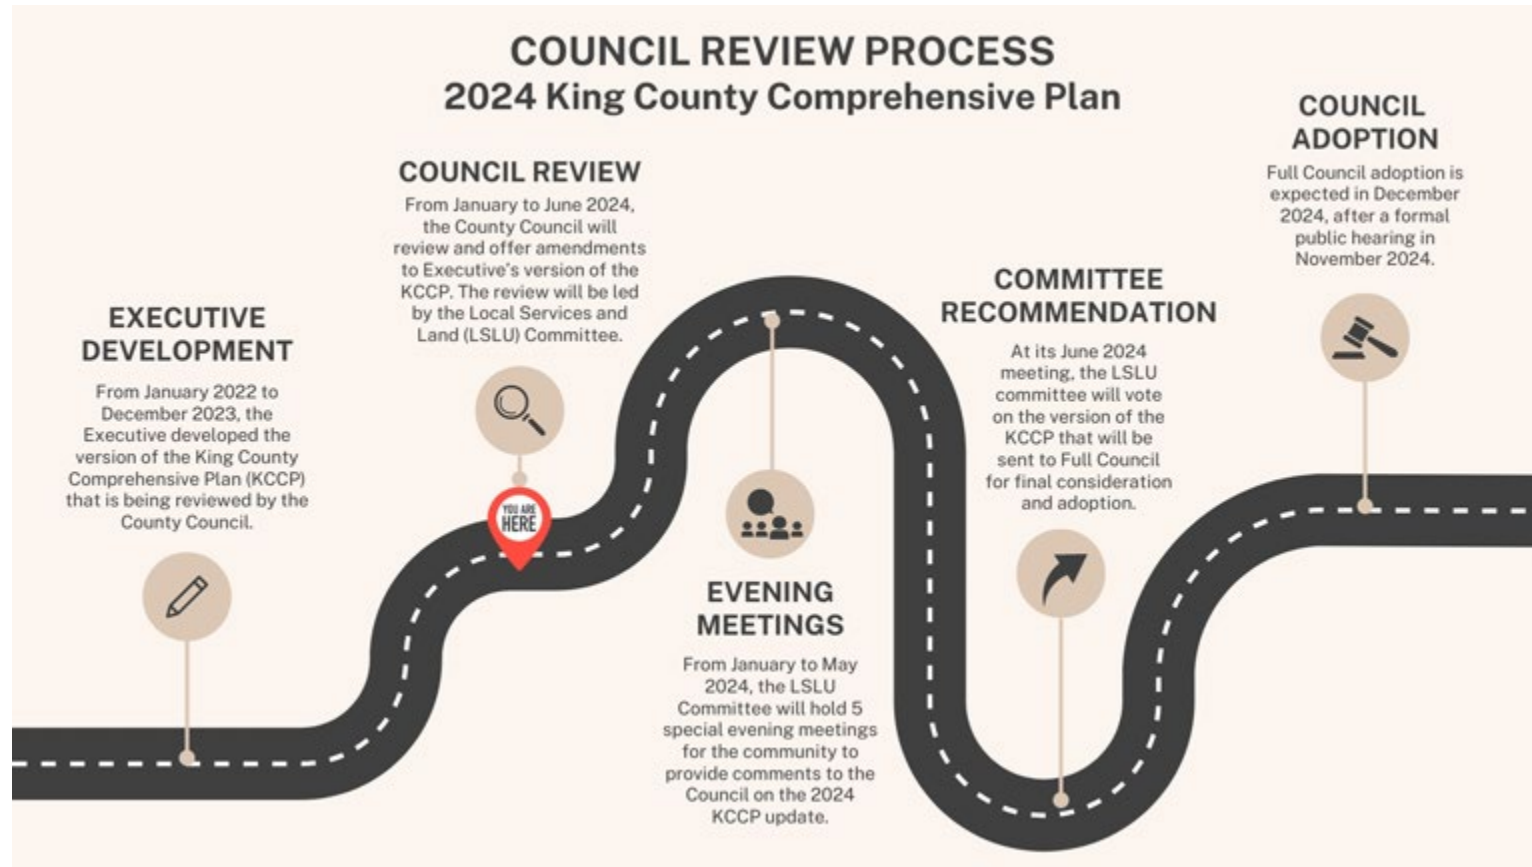 COUNCIL REVIEW PROCESS
2024 King County Comprehensive Plan
EXECUTIVE
DEVELOPMENT
From January 2022 to
December 2023, the
Executive developed the
version of the King County
Comprehensive Plan (KCCP)
that is being reviewed by the
County Council.
COUNCIL REVIEW
From January to June 2024,
the County Council will
review and offer amendments
to Executive's version of the
KCCP. The review will be led
by the Local Services and
Land (LSLU) Committee.
YOU ARE
HERE
EVENING
MEETINGS
From January to May
2024, the LSLU
Committee will hold 5
special evening meetings
for the community to
provide comments to the
Council on the 2024
KCCP update.
COMMITTEE
RECOMMENDATION
At its June 2024
meeting, the LSLU
committee will vote
on the version of the
KCCP that will be
sent to Full Council
for final consideration
and adoption.
COUNCIL
ADOPTION
Full Council adoption is
expected in December
2024, after a formal
public hearing in
November 2024.